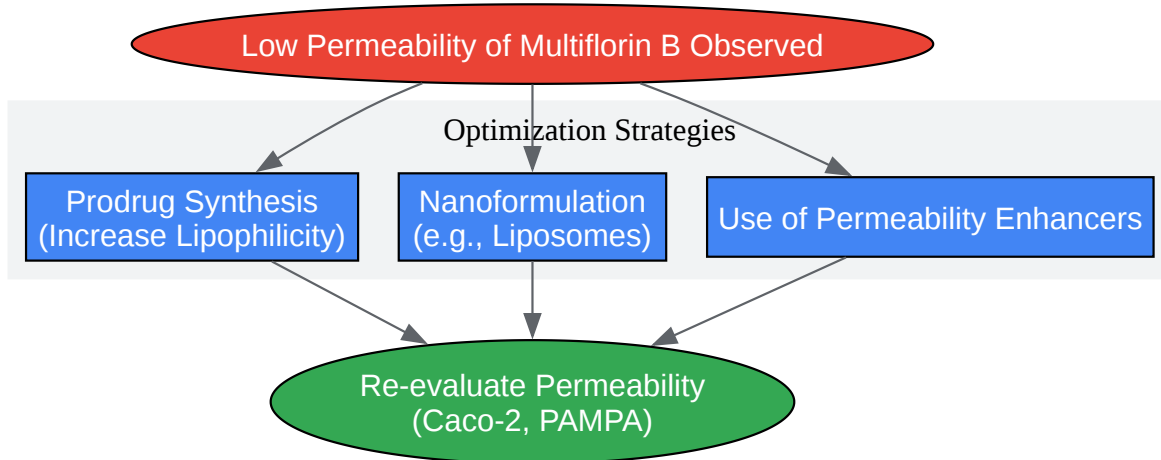 Low Permeability of Multiflorin B Observed
Optimization Strategies
Prodrug Synthesis
(Increase Lipophilicity)
Nanoformulation
(e.g., Liposomes)
Use of Permeability Enhancers
Re-evaluate Permeability
(Caco-2, PAMPA)